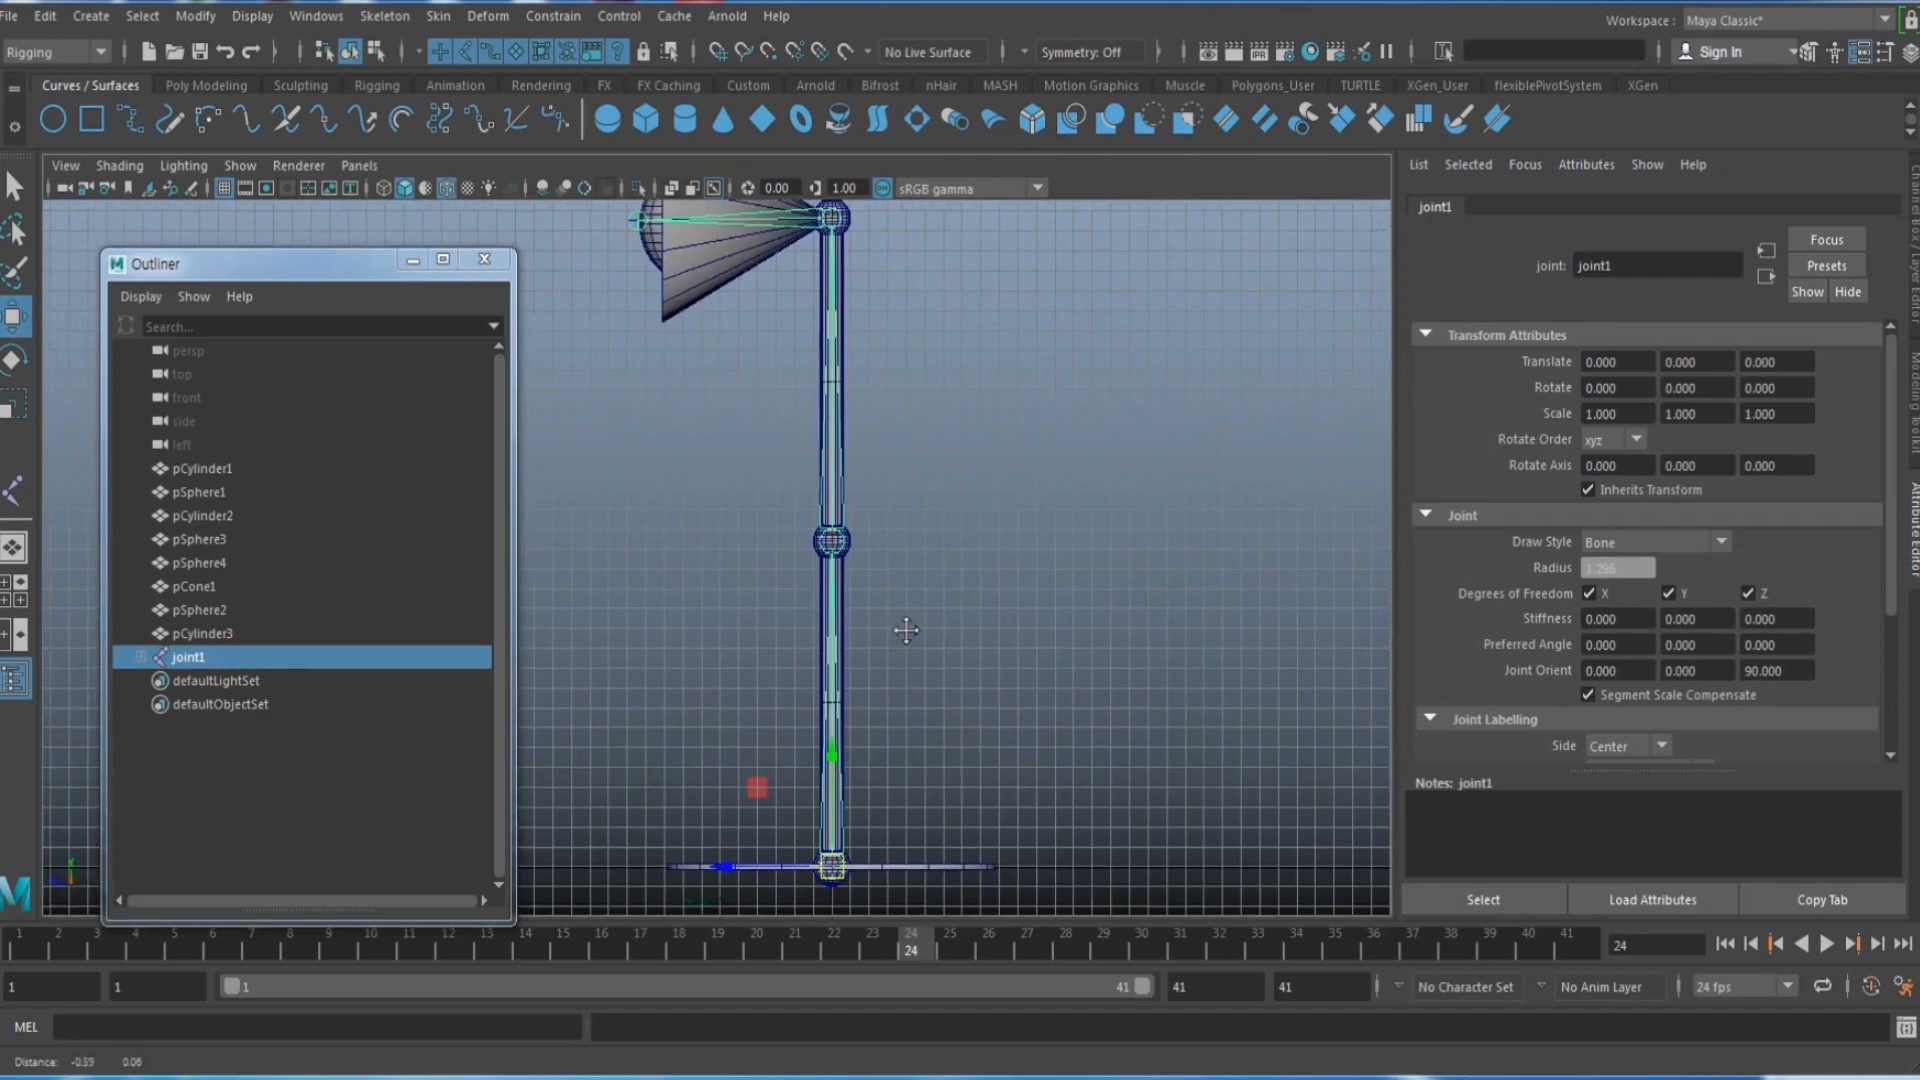 File Edit Create Select Modify Display Windows Skeleton Skin Deform Constrain Control Cache Arnold Help
Workspace : Maya Classic*
Rigging
No Live Surface
Symmetry: Off
Sign In
Curves / Surfaces Poly Modeling Sculpting Rigging Animation Rendering FX FX Caching Custom Arnold Bifrost nHair MASH Motion Graphics Muscle Polygons_User TURTLE XGen_User flexiblePivotSystem XGen
View Shading Lighting Show Renderer Panels
0.00 1.00 sRGB gamma
Outliner
Display Show Help
Search...
persp
top
front
side
left
pCylinder1
pSphere1
pCylinder2
pSphere3
pSphere4
pCone1
pSphere2
pCylinder3
joint1
defaultLightSet
defaultObjectSet
List Selected Focus Attributes Show Help
joint1
joint: joint1
Focus
Presets
Show Hide
Transform Attributes
Translate 0.000 0.000 0.000
Rotate 0.000 0.000 0.000
Scale 1.000 1.000 1.000
Rotate Order xyz
Rotate Axis 0.000 0.000 0.000
Inherits Transform
Joint
Draw Style Bone
Radius 1.296
Degrees of Freedom X Y Z
Stiffness 0.000 0.000 0.000
Preferred Angle 0.000 0.000 0.000
Joint Orient 0.000 0.000 90.000
Segment Scale Compensate
Joint Labelling
Side Center
Notes: joint1
Select Load Attributes Copy Tab
Channel Box / Layer Editor
Modeling Toolkit
Attribute Editor
1 2 3 4 5 6 7 8 9 10 11 12 13 14 15 16 17 18 19 20 21 22 23 24 25 26 27 28 29 30 31 32 33 34 35 36 37 38 39 40 41
24
24
1 1 1 41 41 41 No Character Set No Anim Layer 24 fps
MEL
Distance: -0.59 0.06